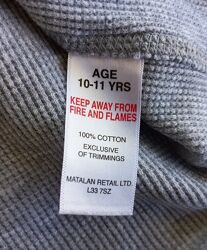 AGE
10-11 YRS
KEEP AWAY FROM
FIRE AND FLAMES
100% COTTON
EXCLUSIVE
OF TRIMMINGS
MATALAN RETAIL LTD.
L33 7SZ